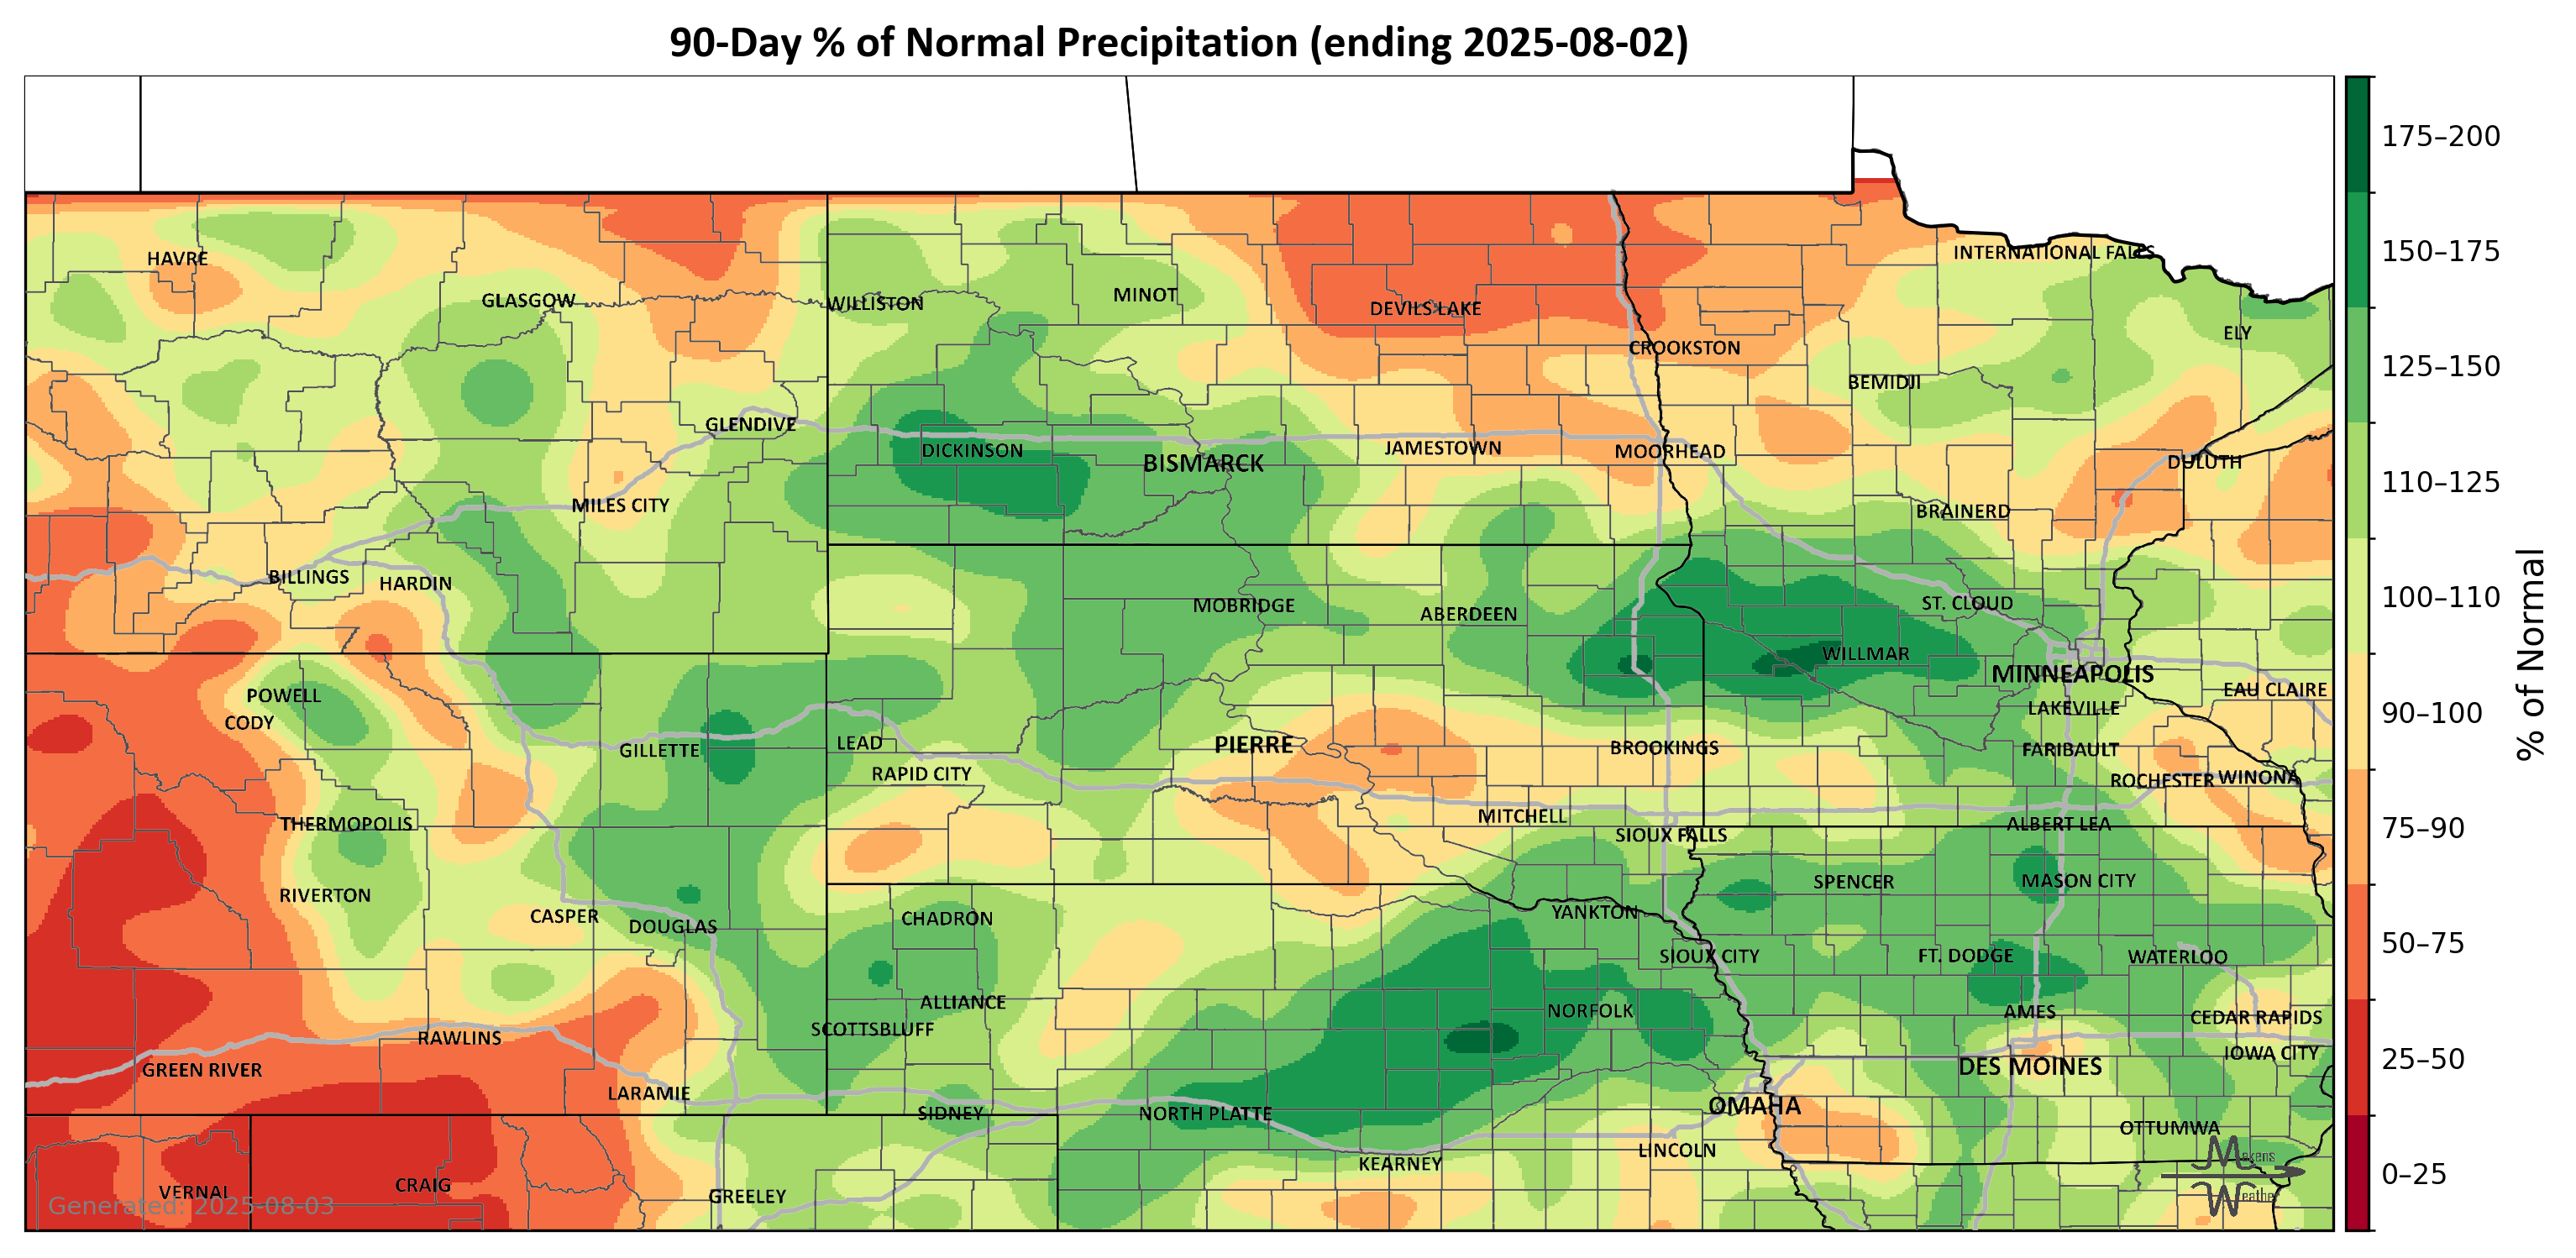 90-Day % of Normal Precipitation (ending 2025-08-02)
175–200
150–175
125–150
110–125
100–110
90–100
75–90
50–75
25–50
0–25
% of Normal
HAVRE
GLASGOW
WILLISTON
MINOT
DEVILS LAKE
CROOKSTON
INTERNATIONAL FALLS
ELY
BEMIDJI
GLENDIVE
DICKINSON
BISMARCK
JAMESTOWN
MOORHEAD
DULUTH
MILES CITY
BRAINERD
BILLINGS
HARDIN
MOBRIDGE
ABERDEEN
ST. CLOUD
WILLMAR
MINNEAPOLIS
EAU CLAIRE
POWELL
CODY
LAKEVILLE
GILLETTE
LEAD
PIERRE
BROOKINGS
FARIBAULT
RAPID CITY
ROCHESTER
WINONA
THERMOPOLIS
MITCHELL
SIOUX FALLS
ALBERT LEA
RIVERTON
SPENCER
MASON CITY
CASPER
DOUGLAS
CHADRON
YANKTON
SIOUX CITY
FT. DODGE
WATERLOO
ALLIANCE
NORFOLK
AMES
CEDAR RAPIDS
SCOTTSBLUFF
RAWLINS
GREEN RIVER
DES MOINES
IOWA CITY
LARAMIE
SIDNEY
NORTH PLATTE
OMAHA
OTTUMWA
KEARNEY
LINCOLN
VERNAL
CRAIG
GREELEY
Generated: 2025-08-03
Makens
Weather